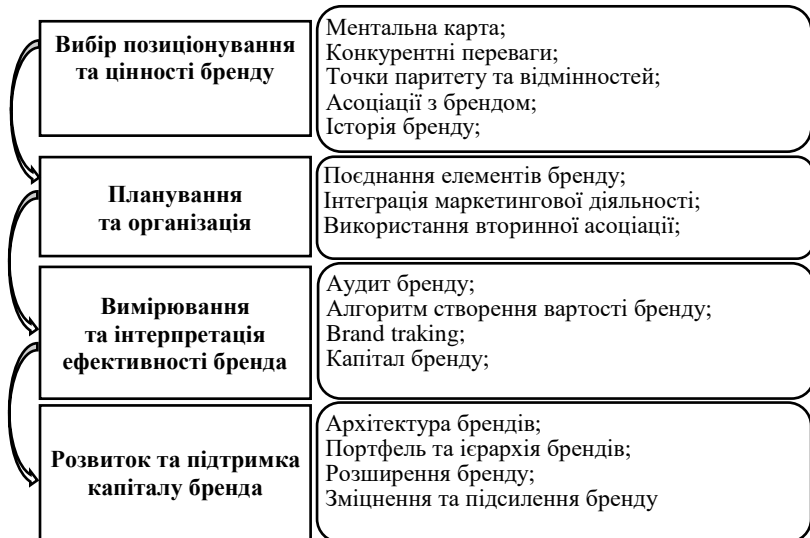 Вибір позиціонування
та цінності бренду
Ментальна карта;
Конкурентні переваги;
Точки паритету та відмінностей;
Асоціації з брендом;
Історія бренду;
Планування
та організація
Поєднання елементів бренду;
Інтеграція маркетингової діяльності;
Використання вторинної асоціації;
Вимірювання
та інтерпретація
ефективності бренда
Аудит бренду;
Алгоритм створення вартості бренду;
Brand traking;
Капітал бренду;
Розвиток та підтримка
капіталу бренда
Архітектура брендів;
Портфель та ієрархія брендів;
Розширення бренду;
Зміцнення та підсилення бренду